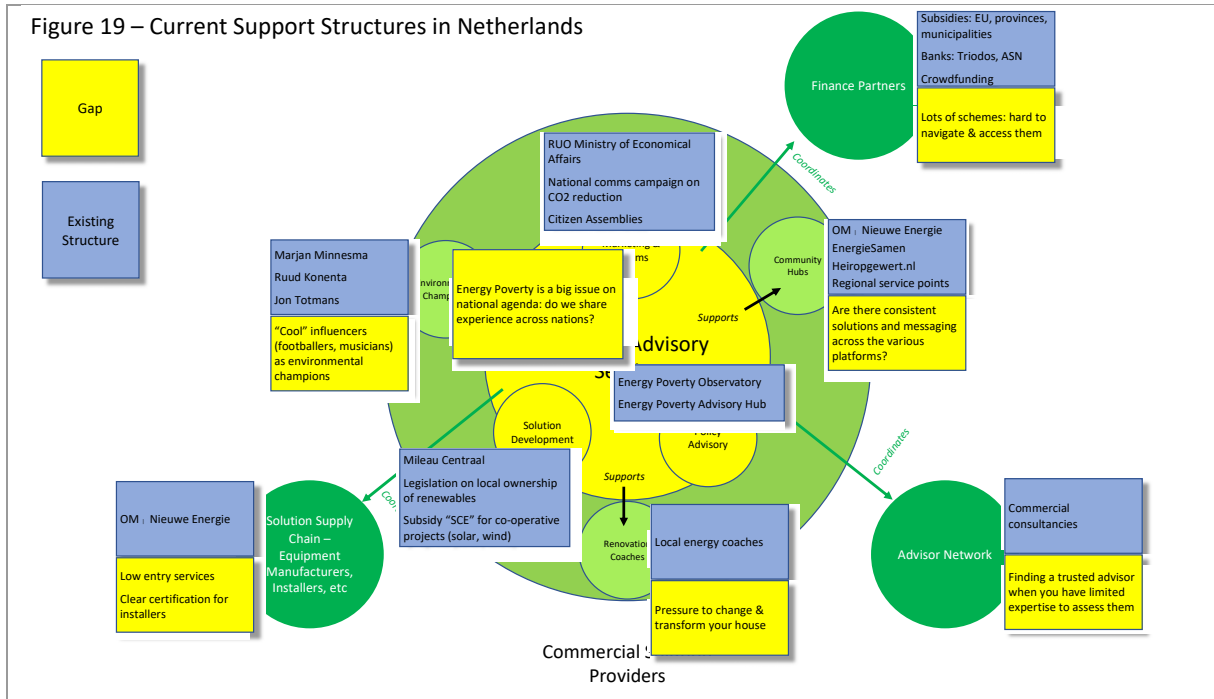 Figure 19 – Current Support Structures in Netherlands
Gap
Existing
Structure
Subsidies: EU, provinces,
municipalities
Banks: Triodos, ASN
Crowdfunding
Finance Partners
Lots of schemes: hard to
navigate & access them
Coordinates
RUO Ministry of Economical
Affairs
National comms campaign on
CO2 reduction
Citizen Assemblies
Marjan Minnesma
Ruud Konenta
Jon Totmans
"Cool" influencers
(footballers, musicians)
as environmental
champions
Energy Poverty is a big issue on
national agenda: do we share
experience across nations?
Community
Hubs
Supports
OM | Nieuwe Energie
EnergieSamen
Heiropgewert.nl
Regional service points
Are there consistent
solutions and messaging
across the various
platforms?
Advisory
Energy Poverty Observatory
Energy Poverty Advisory Hub
Solution
Development
Policy
Advisory
Mileau Centraal
Legislation on local ownership
of renewables
Subsidy "SCE" for co-operative
projects (solar, wind)
Supports
Coordinates
OM | Nieuwe Energie
Low entry services
Clear certification for
installers
Solution Supply
Chain –
Equipment
Manufacturers,
Installers, etc
Renovation
Coaches
Local energy coaches
Pressure to change &
transform your house
Advisor Network
Commercial
consultancies
Finding a trusted advisor
when you have limited
expertise to assess them
Commercial
Providers